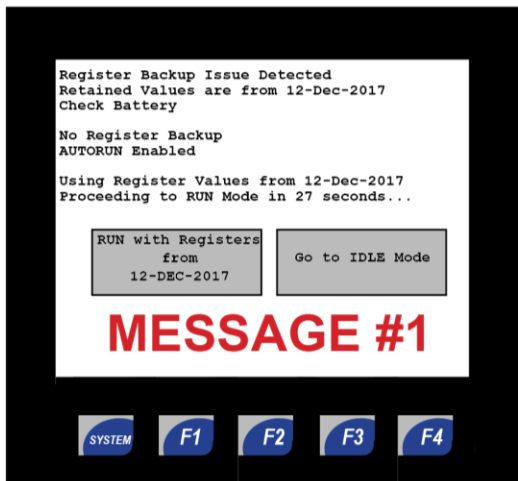 Register Backup Issue Detected
Retained Values are from 12-Dec-2017
Check Battery
No Register Backup
AUTORUN Enabled
Using Register Values from 12-Dec-2017
Proceeding to RUN Mode in 27 seconds...
RUN with Registers
from
12-DEC-2017
Go to IDLE Mode
MESSAGE #1
SYSTEM F1 F2 F3 F4